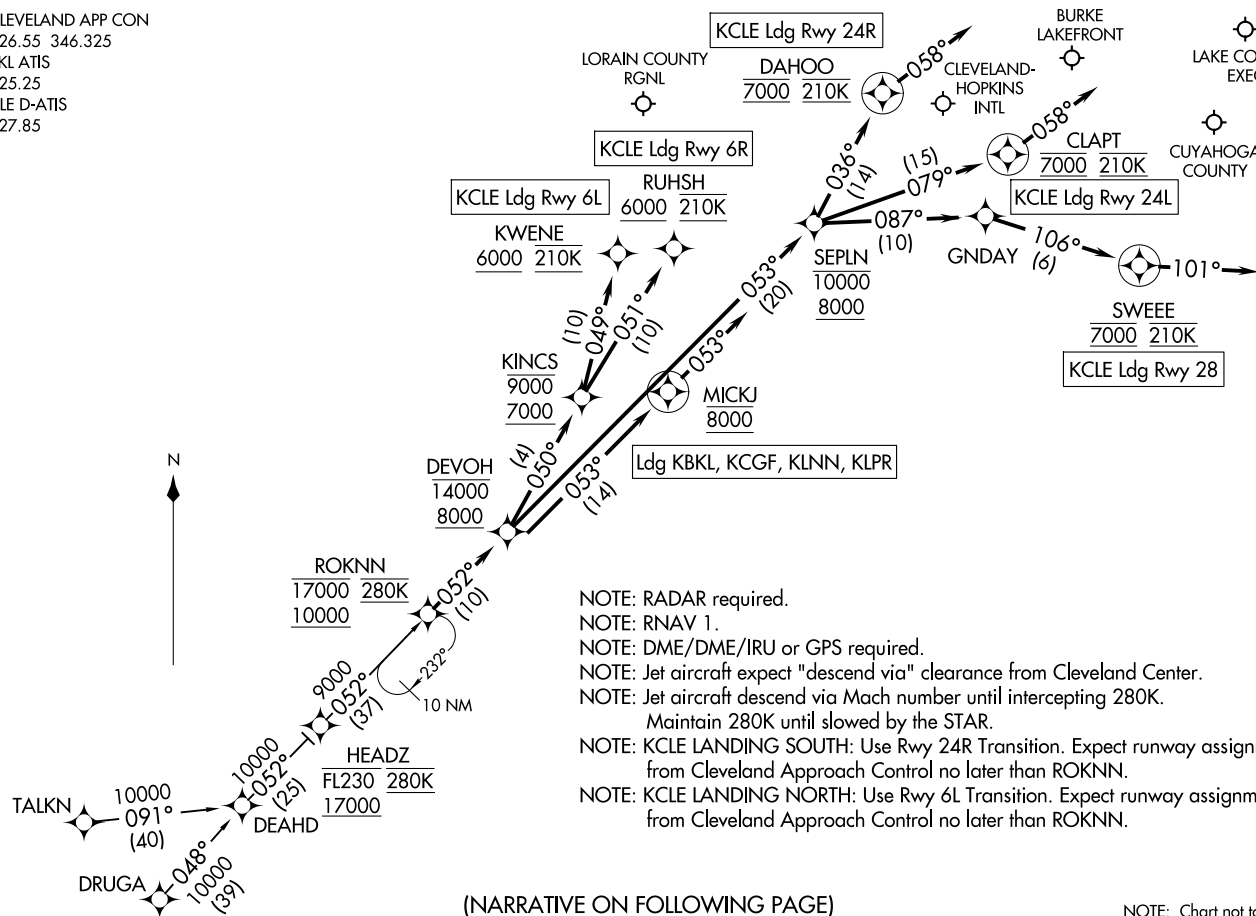 LEVELAND APP CON
26.55 346.325
KL ATIS
25.25
LE D-ATIS
27.85
KCLE Ldg Rwy 24R
DAHOO
7000 210K
058°
BURKE
LAKEFRONT
LAKE CO
EXE
LORAIN COUNTY
RGNL
CLEVELAND-
HOPKINS
INTL
058°
CUYAHOGA
COUNTY
KCLE Ldg Rwy 6R
RUHSH
6000 210K
036°
(14)
(15)
079°
CLAPT
7000 210K
KCLE Ldg Rwy 24L
KCLE Ldg Rwy 6L
KWENE
6000 210K
087°
(10)
GNDAY
106°
(6)
101°
SEPLN
10000
8000
053°
(20)
SWEEE
7000 210K
KCLE Ldg Rwy 28
(10)
049°
051°
(10)
053°
KINCS
9000
7000
MICKJ
8000
Ldg KBKL, KCGF, KLNN, KLPR
(4)
050°
053°
(14)
DEVOH
14000
8000
N
ROKNN
17000 280K
10000
052°
(10)
232°
10 NM
9000
052°
(37)
HEADZ
FL230 280K
17000
10000
052°
(25)
DEAHD
TALKN
10000
091°
(40)
DRUGA
048°
10000
(39)
NOTE: RADAR required.
NOTE: RNAV 1.
NOTE: DME/DME/IRU or GPS required.
NOTE: Jet aircraft expect "descend via" clearance from Cleveland Center.
NOTE: Jet aircraft descend via Mach number until intercepting 280K.
Maintain 280K until slowed by the STAR.
NOTE: KCLE LANDING SOUTH: Use Rwy 24R Transition. Expect runway assign
from Cleveland Approach Control no later than ROKNN.
NOTE: KCLE LANDING NORTH: Use Rwy 6L Transition. Expect runway assignm
from Cleveland Approach Control no later than ROKNN.
(NARRATIVE ON FOLLOWING PAGE)
NOTE: Chart not to